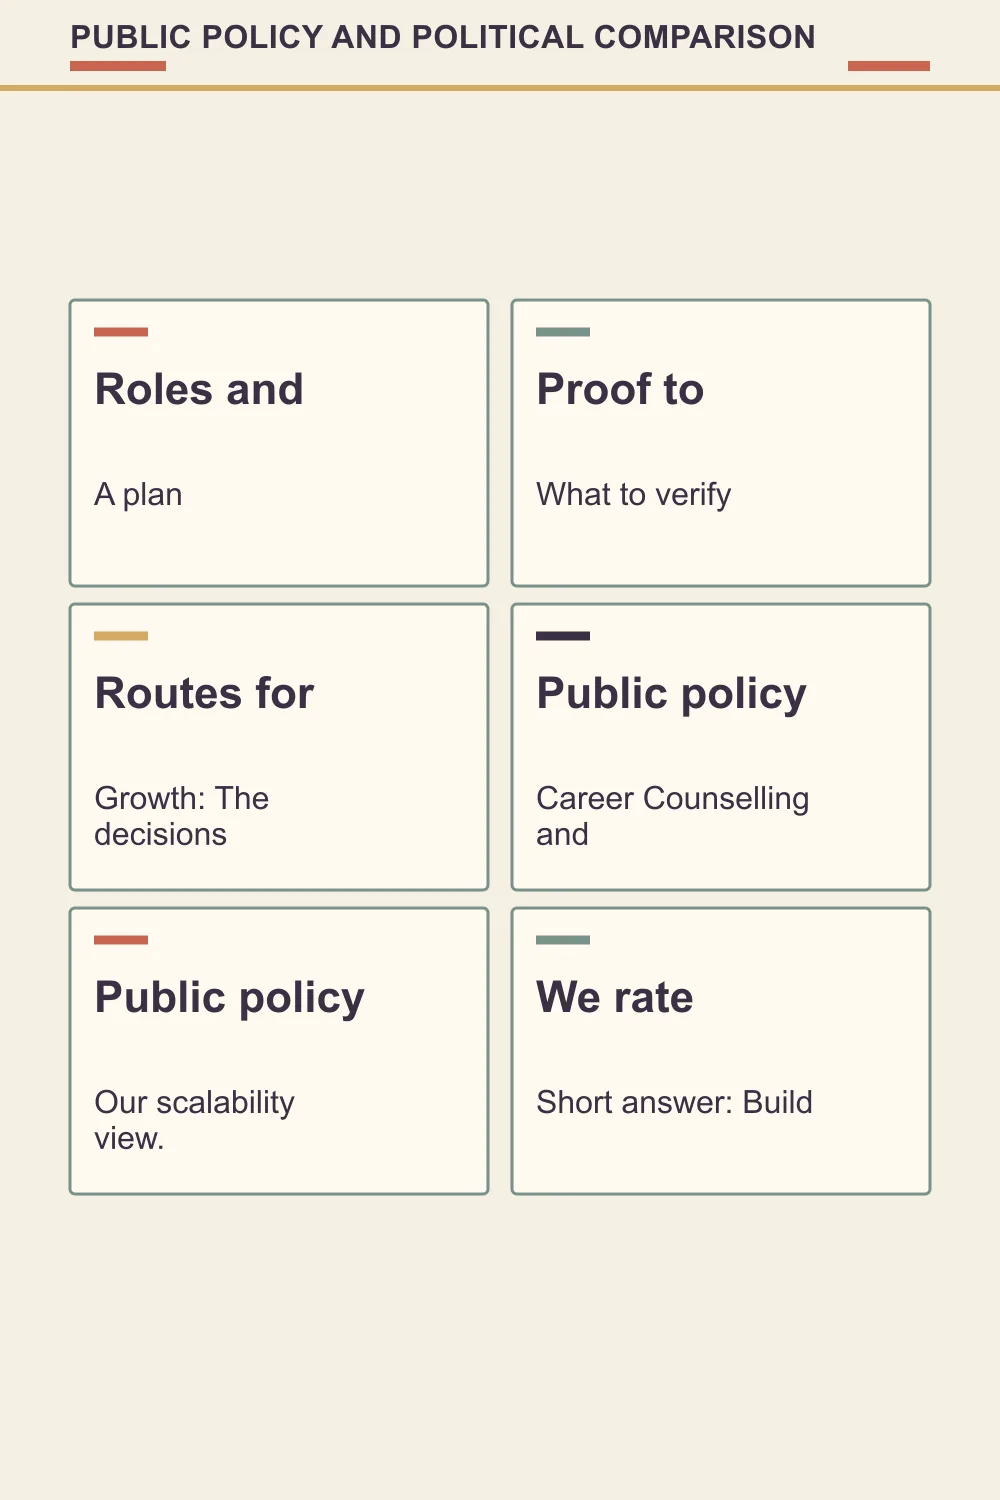 PUBLIC POLICY AND POLITICAL COMPARISON
Roles and
A plan
Proof to
What to verify
Routes for
Growth: The
decisions
Public policy
Career Counselling
and
Public policy
Our scalability
view.
We rate
Short answer: Build